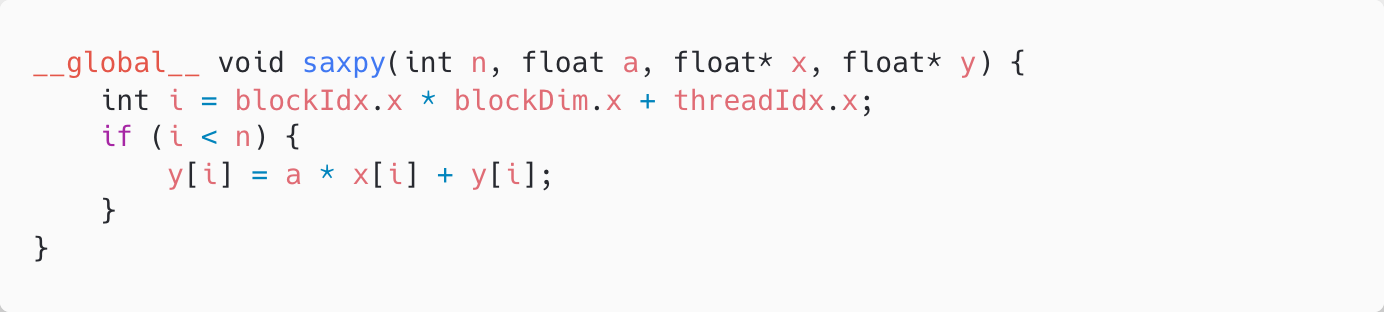 __global__ void saxpy(int n, float a, float* x, float* y) {
    int i = blockIdx.x * blockDim.x + threadIdx.x;
    if (i < n) {
        y[i] = a * x[i] + y[i];
    }
}